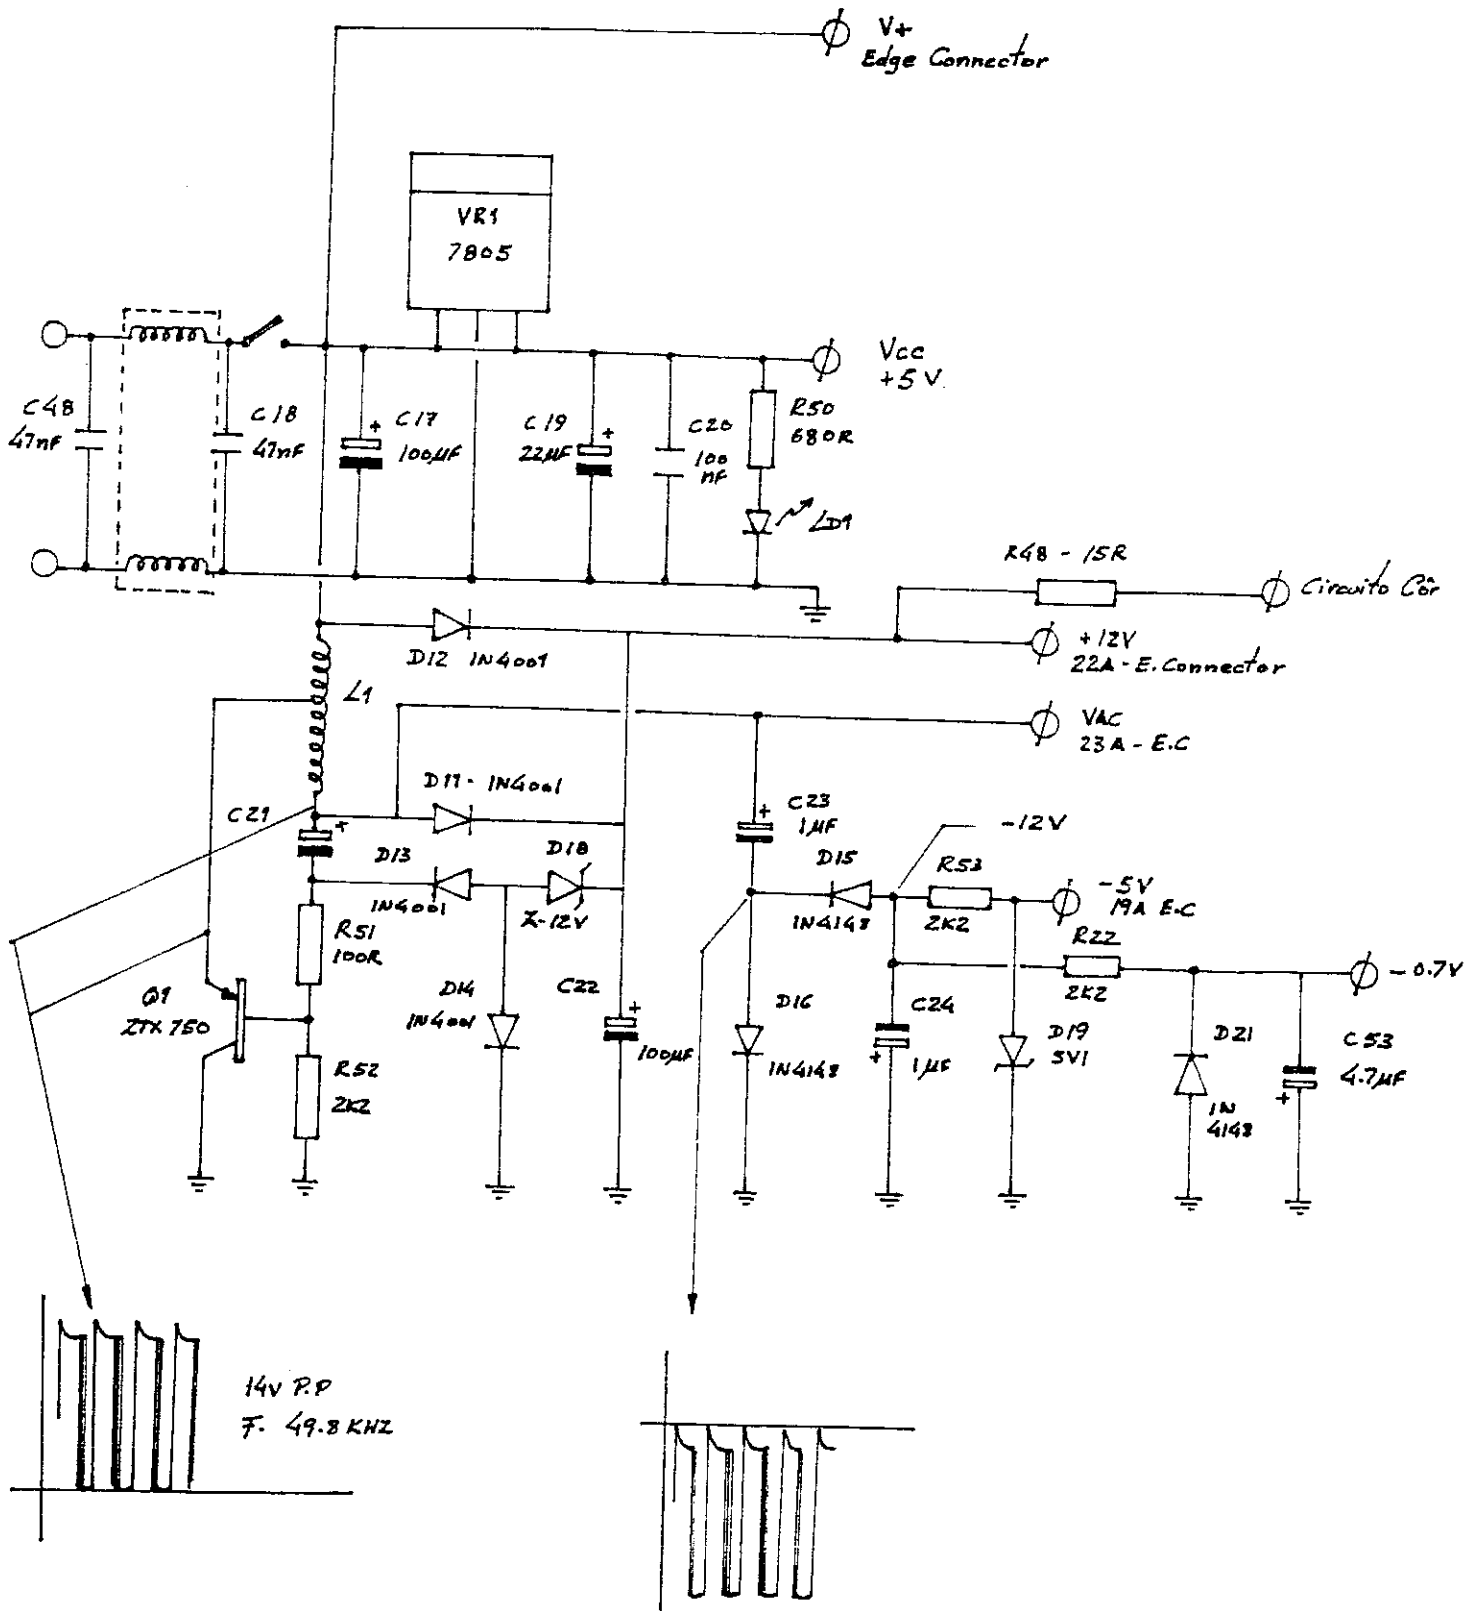 V+
Edge Connector
VR1
7805
Vcc
+5V.
C48
47nF
C18
47nF
+
C17
100µF
+
C19
22µF
C20
100
nF
R50
680R
LD1
R48 - 15R
Circuito Côr
D12 1N4001
+12V
22A - E.Connector
L1
VAC
23A - E.C
D11 - 1N4001
C21
+
+
C23
1µF
-12V
D13
1N4001
D18
Z-12V
D15
1N4148
R53
2K2
-5V
19A E.C
R51
100R
R22
2K2
-0.7V
Q1
ZTX 750
D14
1N4001
C22
+
100µF
D16
1N4148
C24
+
1µF
D19
5V1
D21
1N
4148
C53
4.7µF
+
R52
2K2
14v P.P
F. 49.8 KHZ